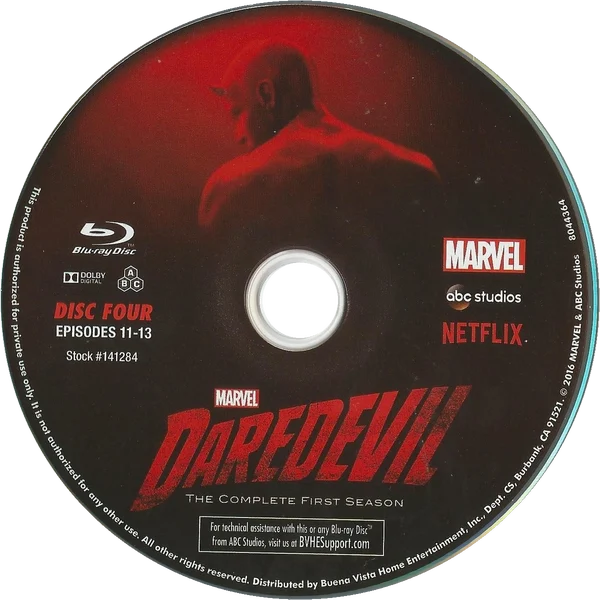 Blu-ray Disc™
DOLBY
DIGITAL
A
B
C
DISC FOUR
EPISODES 11-13
Stock #141284
MARVEL
abc studios
NETFLIX
MARVEL
DAREDEVIL
THE COMPLETE FIRST SEASON
For technical assistance with this or any Blu-ray Disc™
from ABC Studios, visit us at BVHESupport.com
This product is authorized for private use only. It is not authorized for any other use. All other rights reserved. Distributed by Buena Vista Home Entertainment, Inc., Dept. CS, Burbank, CA 91521. © 2016 MARVEL & ABC Studios 8044364